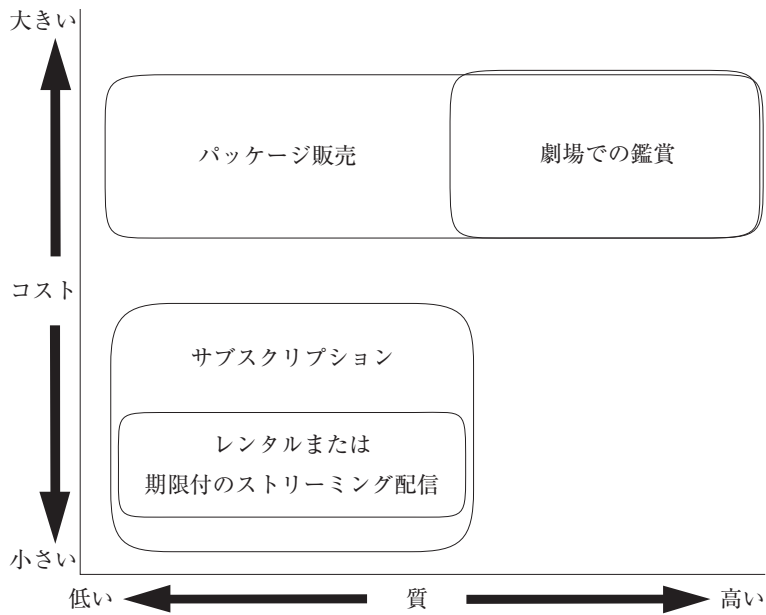 大きい
パッケージ販売
劇場での鑑賞
コスト
サブスクリプション
レンタルまたは
期限付のストリーミング配信
小さい
低い
質
高い